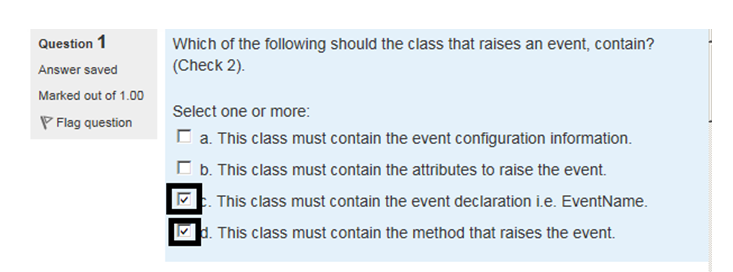 Question 1
Answer saved
Marked out of 1.00
Flag question
Which of the following should the class that raises an event, contain?
(Check 2).
Select one or more:
a. This class must contain the event configuration information.
b. This class must contain the attributes to raise the event.
c. This class must contain the event declaration i.e. EventName.
d. This class must contain the method that raises the event.